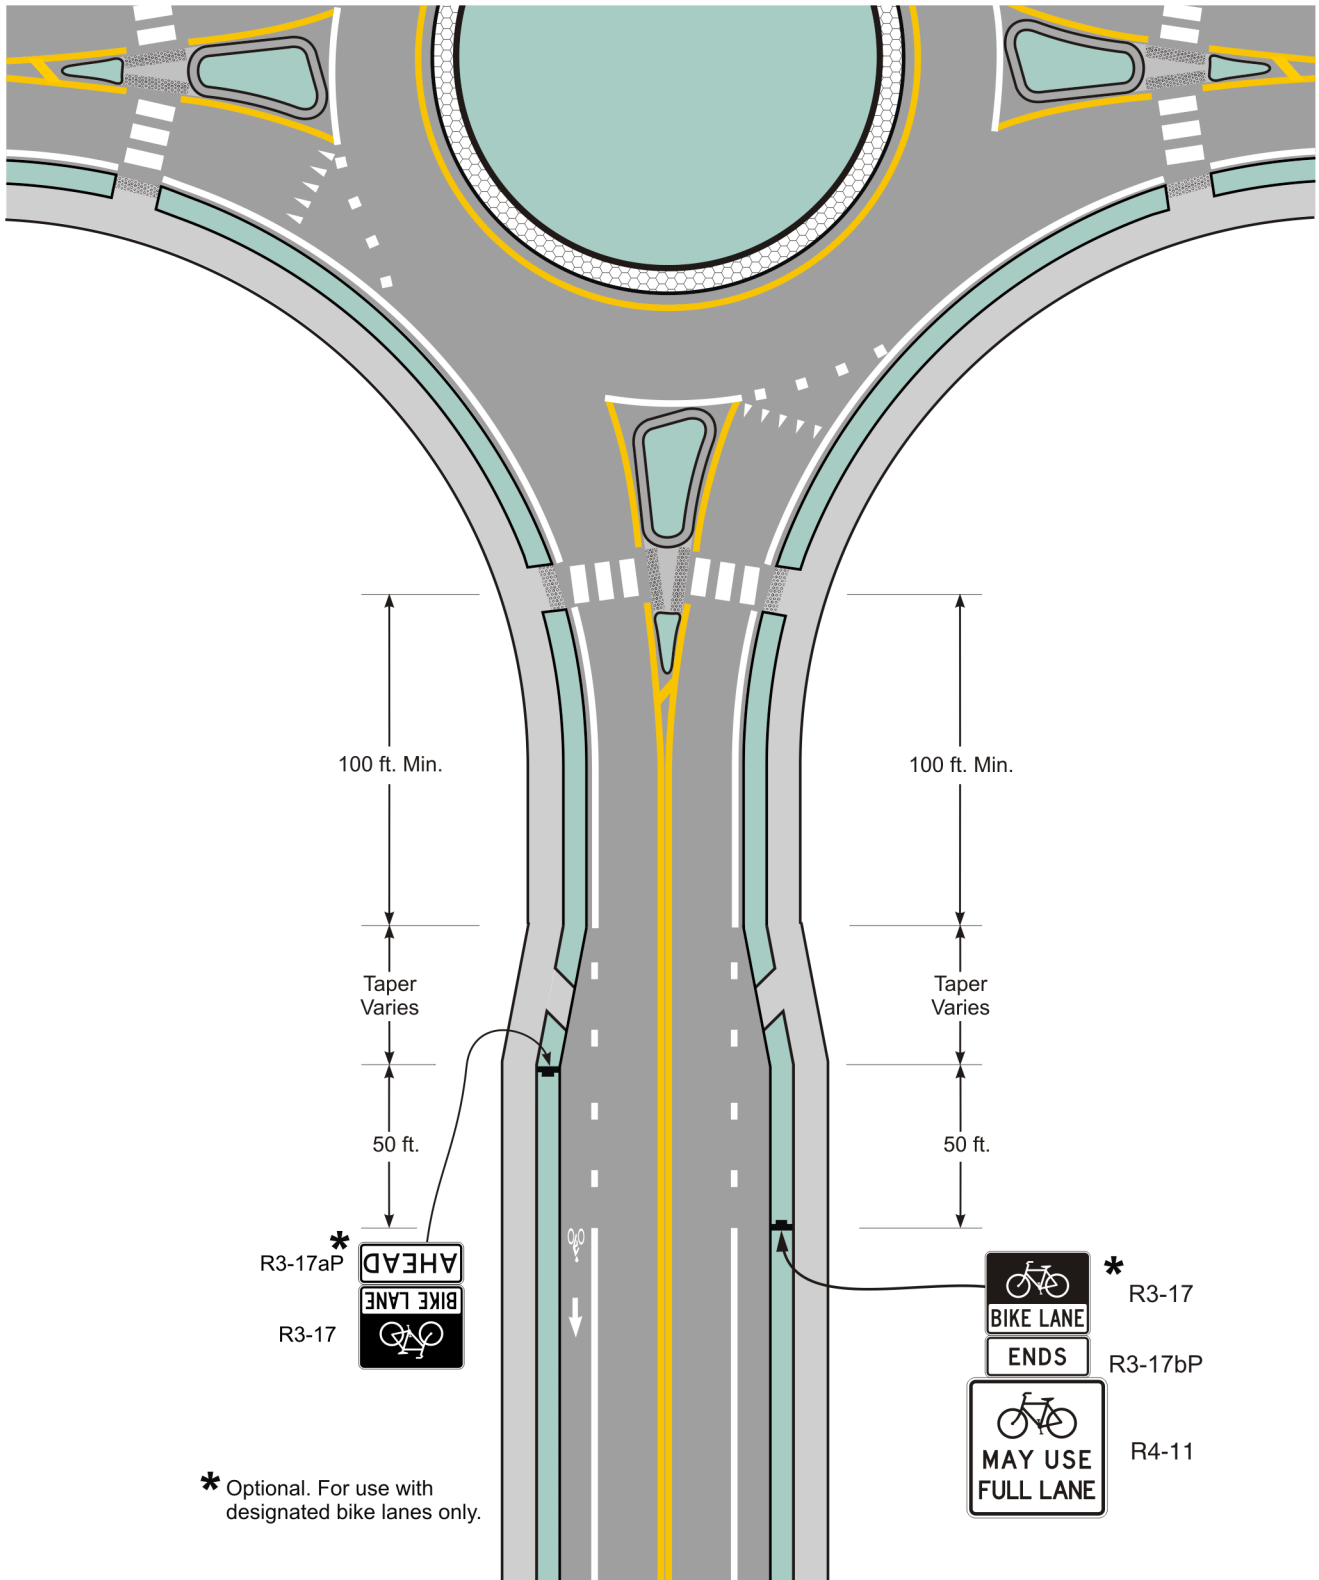 100 ft. Min.
100 ft. Min.
Taper
Varies
Taper
Varies
50 ft.
50 ft.
*
R3-17aP
AHEAD
BIKE LANE
R3-17
*
R3-17
BIKE LANE
ENDS
R3-17bP
MAY USE
FULL LANE
R4-11
* Optional. For use with
designated bike lanes only.